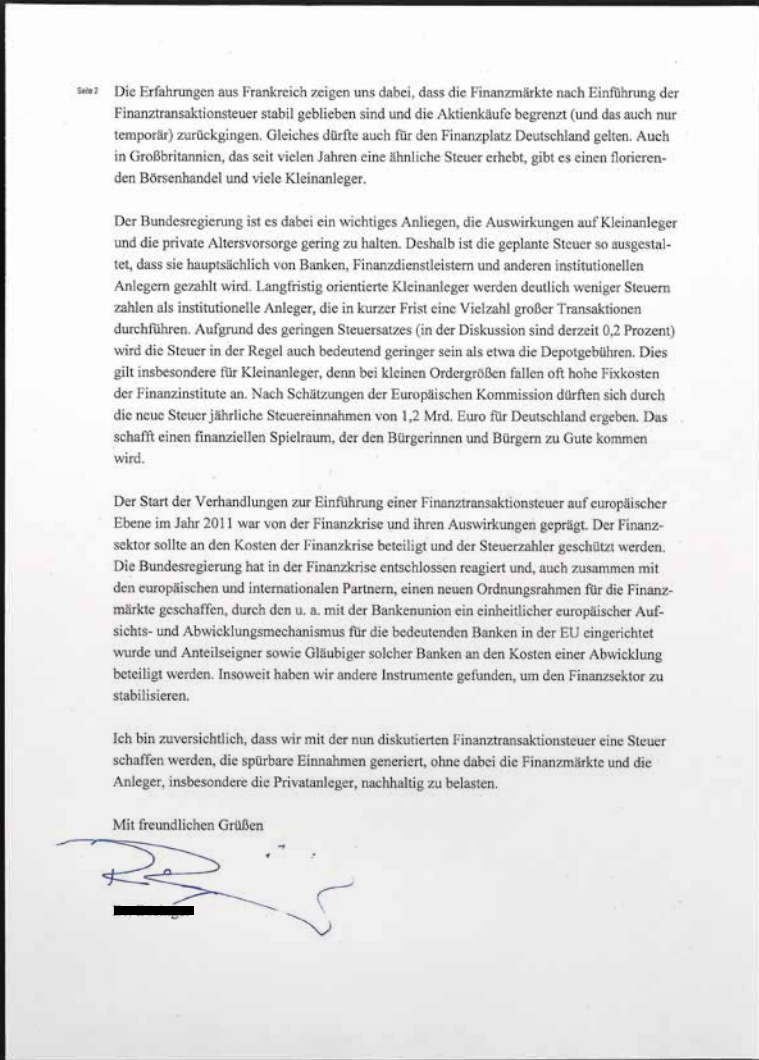 Seite 2
Die Erfahrungen aus Frankreich zeigen uns dabei, dass die Finanzmärkte nach Einführung der
Finanztransaktionsteuer stabil geblieben sind und die Aktienkäufe begrenzt (und das auch nur
temporär) zurückgingen. Gleiches dürfte auch für den Finanzplatz Deutschland gelten. Auch
in Großbritannien, das seit vielen Jahren eine ähnliche Steuer erhebt, gibt es einen florieren-
den Börsenhandel und viele Kleinanleger.
Der Bundesregierung ist es dabei ein wichtiges Anliegen, die Auswirkungen auf Kleinanleger
und die private Altersvorsorge gering zu halten. Deshalb ist die geplante Steuer so ausgestal-
tet, dass sie hauptsächlich von Banken, Finanzdienstleistern und anderen institutionellen
Anlegern gezahlt wird. Langfristig orientierte Kleinanleger werden deutlich weniger Steuern
zahlen als institutionelle Anleger, die in kurzer Frist eine Vielzahl großer Transaktionen
durchführen. Aufgrund des geringen Steuersatzes (in der Diskussion sind derzeit 0,2 Prozent)
wird die Steuer in der Regel auch bedeutend geringer sein als etwa die Depotgebühren. Dies
gilt insbesondere für Kleinanleger, denn bei kleinen Ordergrößen fallen oft hohe Fixkosten
der Finanzinstitute an. Nach Schätzungen der Europäischen Kommission dürften sich durch
die neue Steuer jährliche Steuereinnahmen von 1,2 Mrd. Euro für Deutschland ergeben. Das
schafft einen finanziellen Spielraum, der den Bürgerinnen und Bürgern zu Gute kommen
wird.
Der Start der Verhandlungen zur Einführung einer Finanztransaktionsteuer auf europäischer
Ebene im Jahr 2011 war von der Finanzkrise und ihren Auswirkungen geprägt. Der Finanz-
sektor sollte an den Kosten der Finanzkrise beteiligt und der Steuerzahler geschützt werden.
Die Bundesregierung hat in der Finanzkrise entschlossen reagiert und, auch zusammen mit
den europäischen und internationalen Partnern, einen neuen Ordnungsrahmen für die Finanz-
märkte geschaffen, durch den u. a. mit der Bankenunion ein einheitlicher europäischer Auf-
sichts- und Abwicklungsmechanismus für die bedeutenden Banken in der EU eingerichtet
wurde und Anteilseigner sowie Gläubiger solcher Banken an den Kosten einer Abwicklung
beteiligt werden. Insoweit haben wir andere Instrumente gefunden, um den Finanzsektor zu
stabilisieren.
Ich bin zuversichtlich, dass wir mit der nun diskutierten Finanztransaktionsteuer eine Steuer
schaffen werden, die spürbare Einnahmen generiert, ohne dabei die Finanzmärkte und die
Anleger, insbesondere die Privatanleger, nachhaltig zu belasten.
Mit freundlichen Grüßen